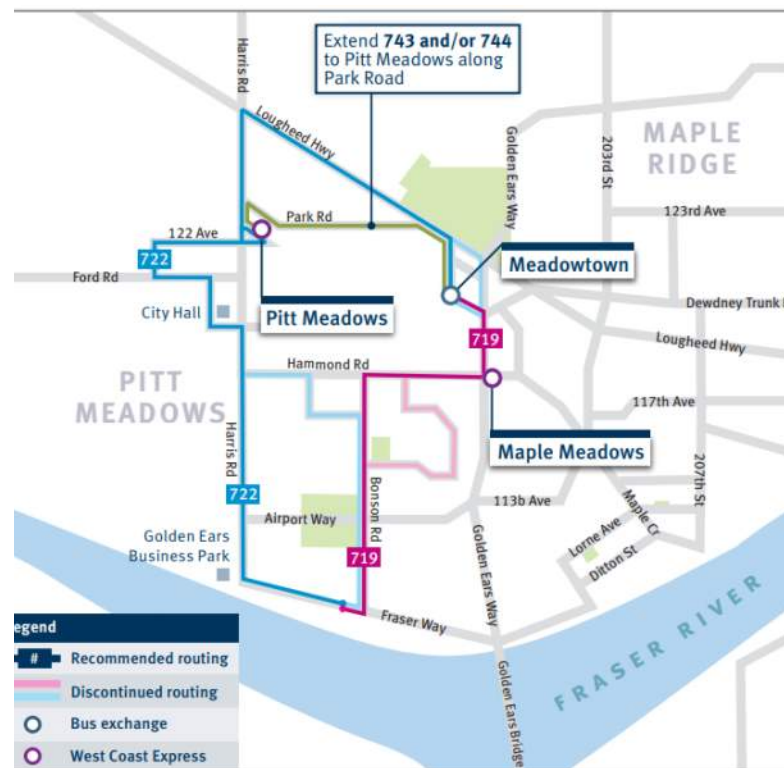 Harris Rd
Extend 743 and/or 744
to Pitt Meadows along
Park Road
Lougheed Hwy
Golden Ears Way
203rd St
MAPLE
RIDGE
123rd Ave
Park Rd
122 Ave
722
Ford Rd
Meadowtown
City Hall
Pitt Meadows
Dewdney Trunk
Lougheed Hwy
719
Hammond Rd
PITT
MEADOWS
117th Ave
Maple Meadows
Harris Rd
722
Bonson Rd
113b Ave
207th St
Maple Cr
Airport Way
Lorne Ave
Golden Ears
Business Park
719
Golden Ears Way
Ditton St
Fraser Way
FRASER RIVER
Golden Ears Bridge
egend
# Recommended routing
Discontinued routing
Bus exchange
West Coast Express